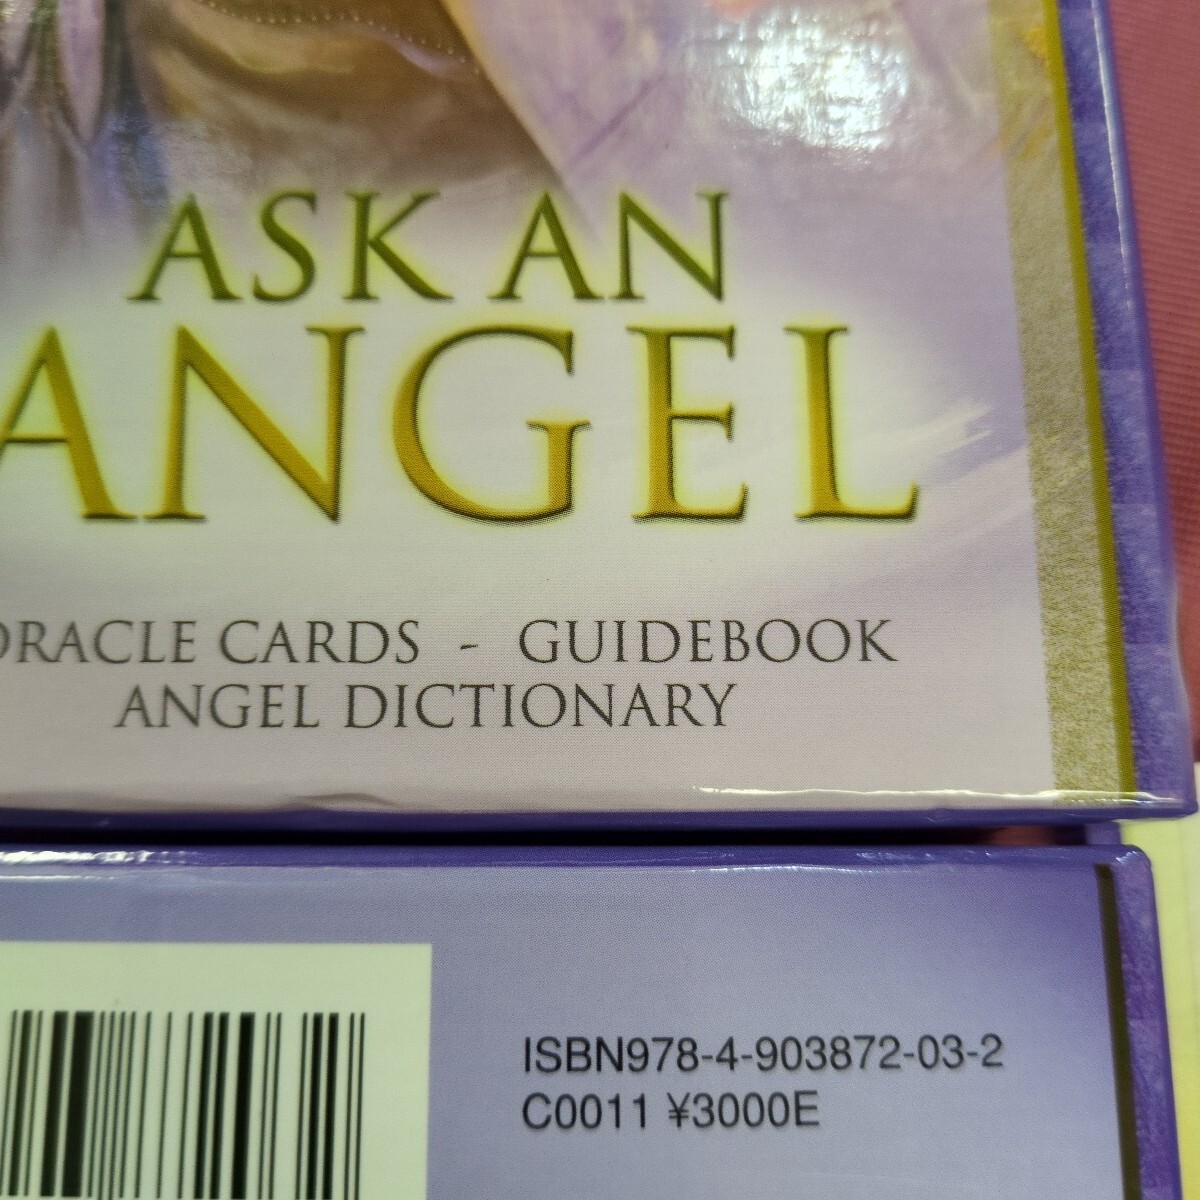 ASK AN
ANGEL
ORACLE CARDS - GUIDEBOOK
ANGEL DICTIONARY
ISBN978-4-903872-03-2
C0011 ¥3000E